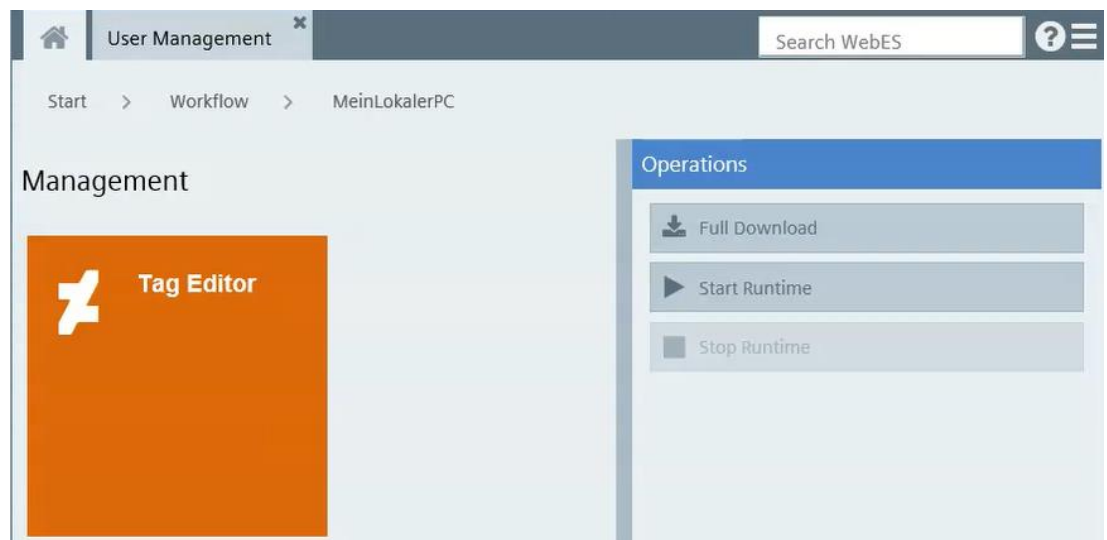 User Management
Search WebES
Start > Workflow > MeinLokalerPC
Management
Tag Editor
Operations
Full Download
Start Runtime
Stop Runtime